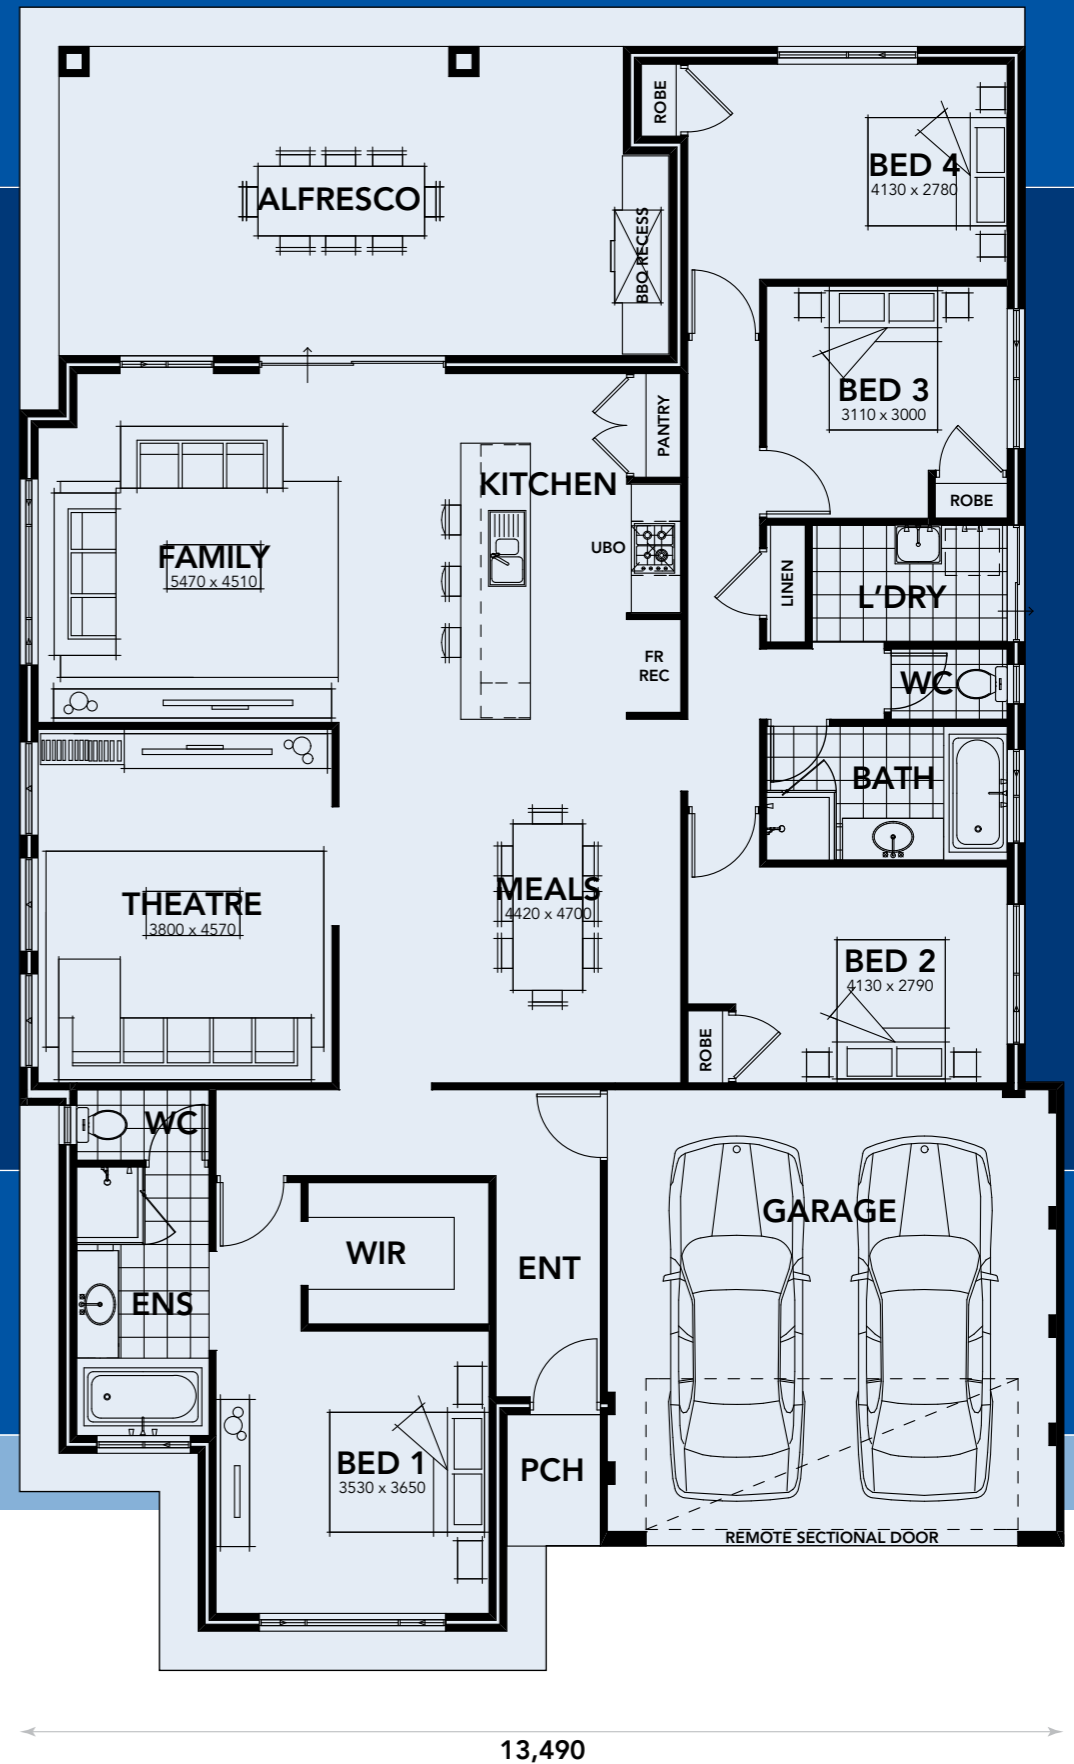 ROBE
BED 4
4130 x 2780
ALFRESCO
BBQ RECESS
BED 3
3110 x 3000
PANTRY
KITCHEN
ROBE
FAMILY
5470 x 4510
UBO
LINEN
L'DRY
FR
REC
WC
BATH
THEATRE
3800 x 4570
MEALS
4420 x 4700
BED 2
4130 x 2790
ROBE
WC
GARAGE
WIR
ENT
ENS
BED 1
3530 x 3650
PCH
REMOTE SECTIONAL DOOR
13,490